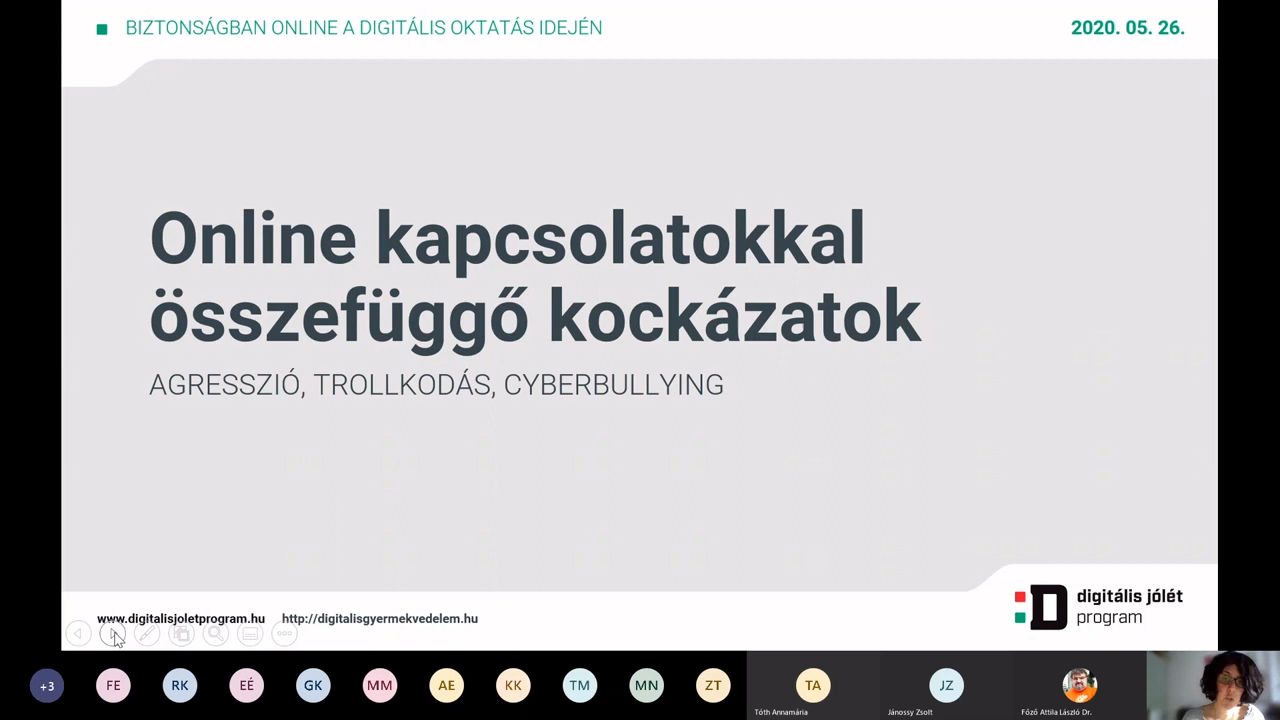 BIZTONSÁGBAN ONLINE A DIGITÁLIS OKTATÁS IDEJÉN
2020. 05. 26.
Online kapcsolatokkal
összefüggő kockázatok
AGRESSZIÓ, TROLLKODÁS, CYBERBULLYING
www.digitalisjoletprogram.hu
http://digitalisgyermekvedelem.hu
digitális jólét
program
+3
FE
RK
EÉ
GK
MM
AE
KK
TM
MN
ZT
TA
JZ
Tóth Annamária
Jánossy Zsolt
Főző Attila László Dr.